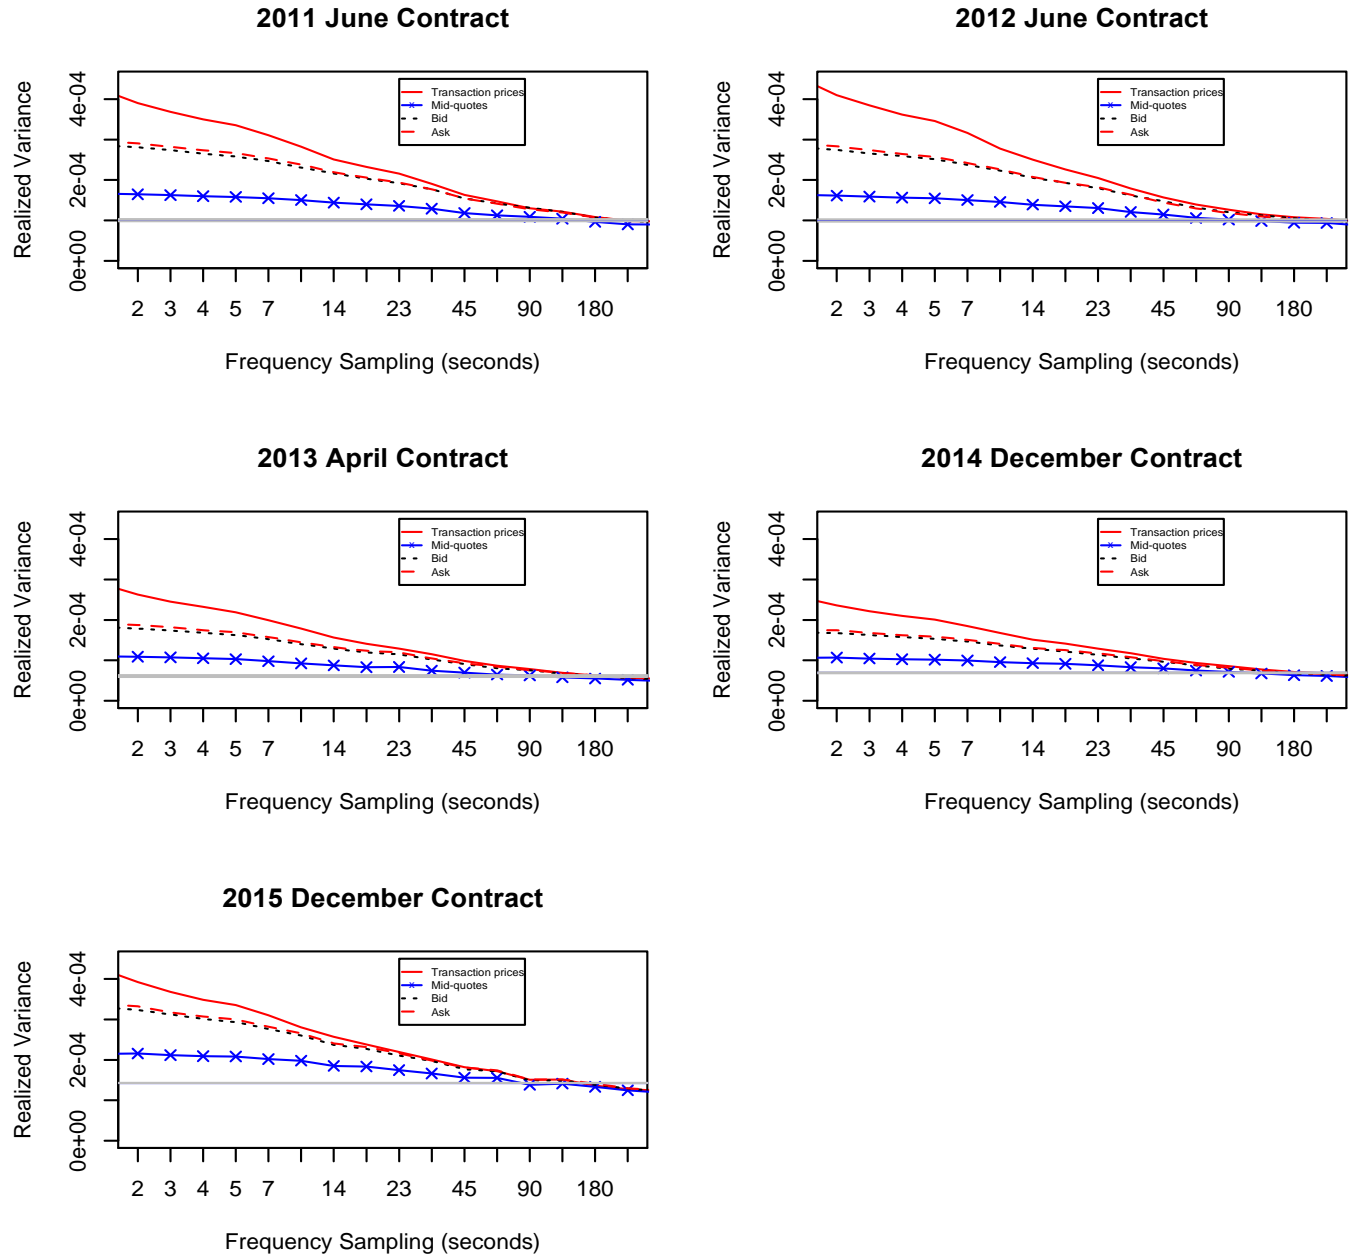 2011 June Contract
Realized Variance
0e+00 2e-04 4e-04
Transaction prices
Mid-quotes
Bid
Ask
2 3 4 5 7 14 23 45 90 180
Frequency Sampling (seconds)
2012 June Contract
Realized Variance
0e+00 2e-04 4e-04
Transaction prices
Mid-quotes
Bid
Ask
2 3 4 5 7 14 23 45 90 180
Frequency Sampling (seconds)
2013 April Contract
Realized Variance
0e+00 2e-04 4e-04
Transaction prices
Mid-quotes
Bid
Ask
2 3 4 5 7 14 23 45 90 180
Frequency Sampling (seconds)
2014 December Contract
Realized Variance
0e+00 2e-04 4e-04
Transaction prices
Mid-quotes
Bid
Ask
2 3 4 5 7 14 23 45 90 180
Frequency Sampling (seconds)
2015 December Contract
Realized Variance
0e+00 2e-04 4e-04
Transaction prices
Mid-quotes
Bid
Ask
2 3 4 5 7 14 23 45 90 180
Frequency Sampling (seconds)